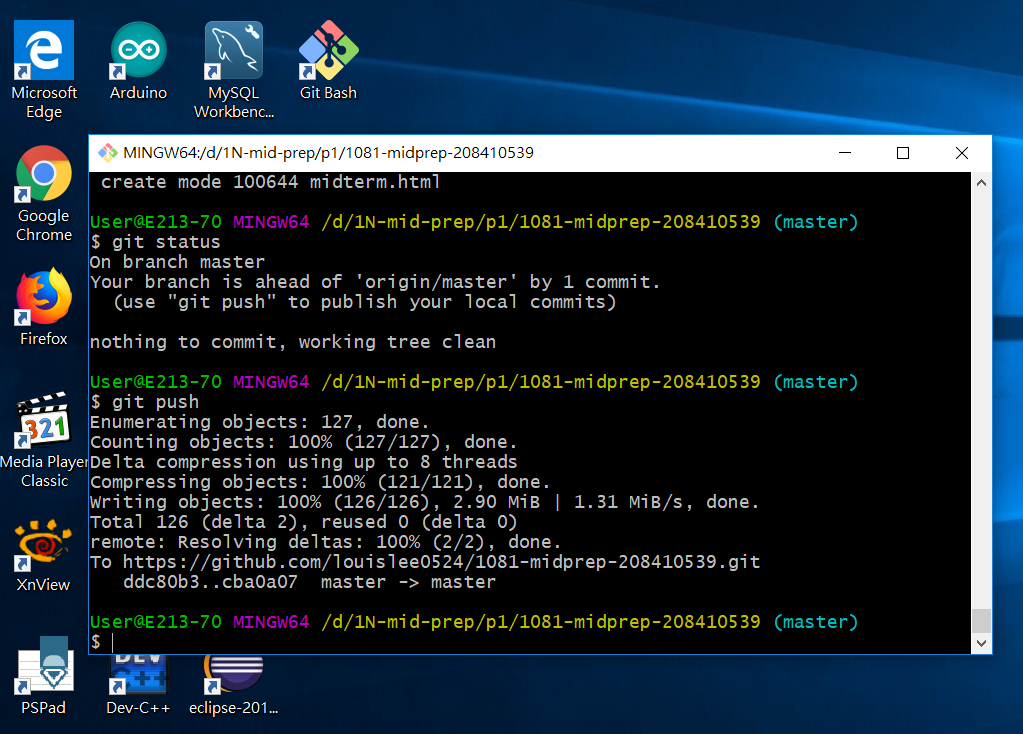 Microsoft
Edge
Arduino
MySQL
Workbenc...
Git Bash
Google
Chrome
Firefox
321
Media Player
Classic
XnView
PSPad
DEV
C++
Dev-C++
eclipse-201...
MINGW64:/d/1N-mid-prep/p1/1081-midprep-208410539
create mode 100644 midterm.html
User@E213-70 MINGW64 /d/1N-mid-prep/p1/1081-midprep-208410539 (master)
$ git status
On branch master
Your branch is ahead of 'origin/master' by 1 commit.
(use "git push" to publish your local commits)
nothing to commit, working tree clean
User@E213-70 MINGW64 /d/1N-mid-prep/p1/1081-midprep-208410539 (master)
$ git push
Enumerating objects: 127, done.
Counting objects: 100% (127/127), done.
Delta compression using up to 8 threads
Compressing objects: 100% (121/121), done.
Writing objects: 100% (126/126), 2.90 MiB | 1.31 MiB/s, done.
Total 126 (delta 2), reused 0 (delta 0)
remote: Resolving deltas: 100% (2/2), done.
To https://github.com/louislee0524/1081-midprep-208410539.git
ddc80b3..cba0a07  master -> master
User@E213-70 MINGW64 /d/1N-mid-prep/p1/1081-midprep-208410539 (master)
$